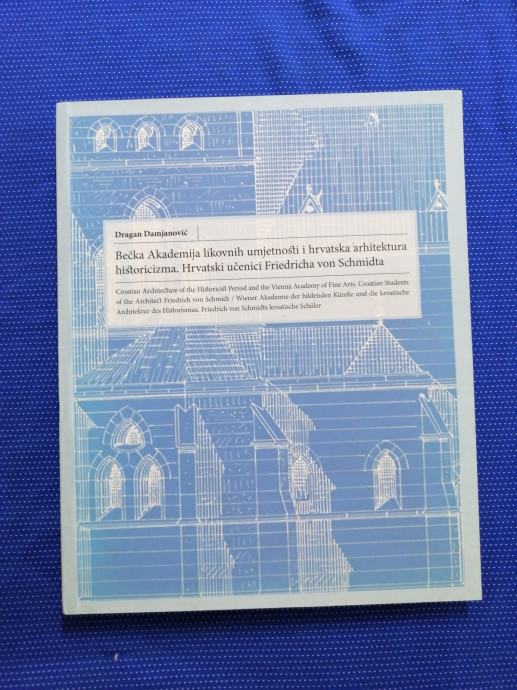 Dragan Damjanović
Bečka Akademija likovnih umjetnosti i hrvatska arhitektura
historicizma. Hrvatski učenici Friedricha von Schmidta
Croatian Architecture of the Historicist Period and the Vienna Academy of Fine Arts. Croatian Students
of the Architect Friedrich von Schmidt / Wiener Akademie der bildenden Künste und die kroatische
Architektur des Historismus. Friedrich von Schmidts kroatische Schüler